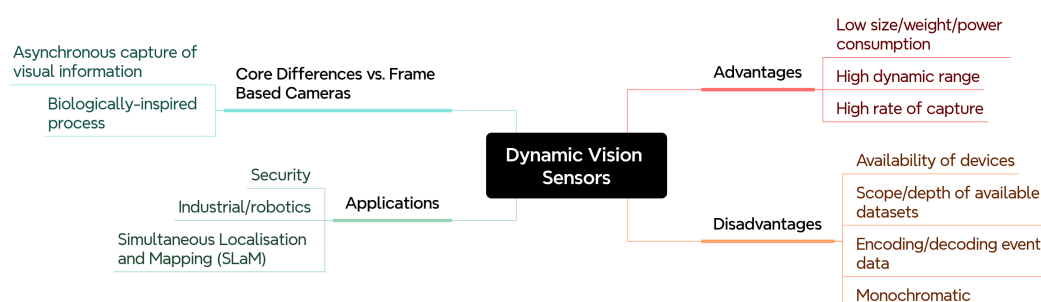 Dynamic Vision
Sensors
Core Differences vs. Frame
Based Cameras
Asynchronous capture of
visual information
Biologically-inspired
process
Applications
Security
Industrial/robotics
Simultaneous Localisation
and Mapping (SLaM)
Advantages
Low size/weight/power
consumption
High dynamic range
High rate of capture
Disadvantages
Availability of devices
Scope/depth of available
datasets
Encoding/decoding event
data
Monochromatic